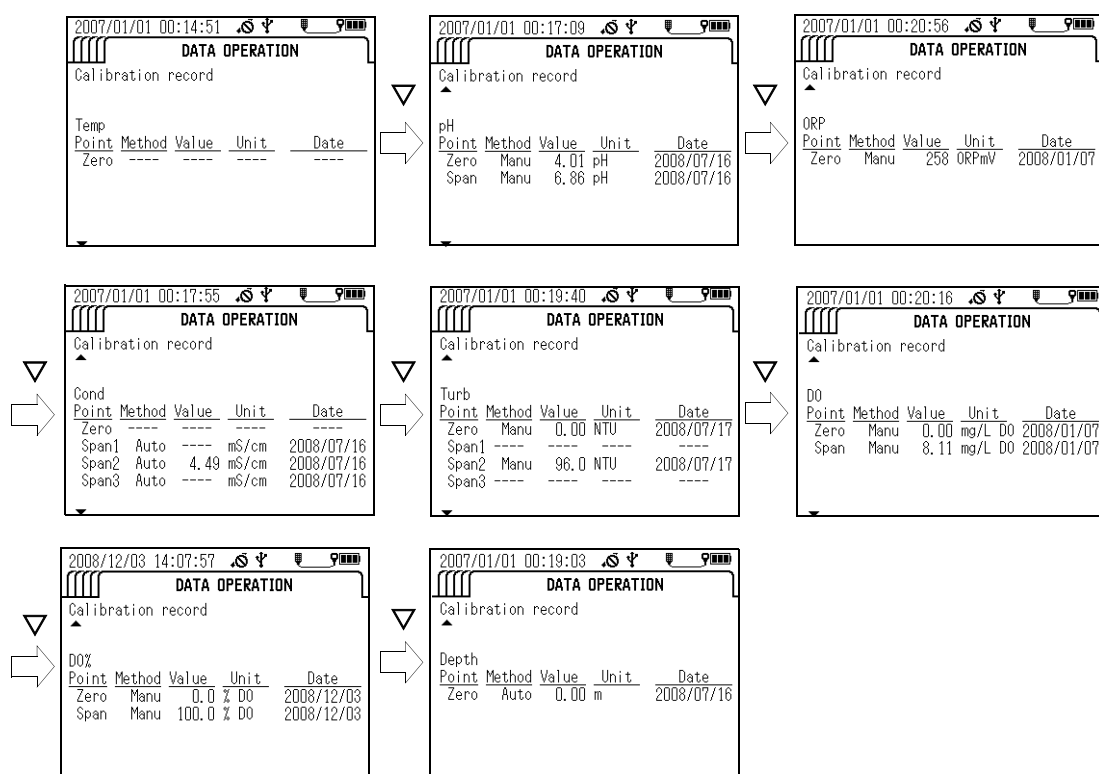 2007/01/01 00:14:51
DATA OPERATION
Calibration record
Temp
Point Method Value Unit Date
Zero ---- ---- ---- ----
2007/01/01 00:17:09
DATA OPERATION
Calibration record
pH
Point Method Value Unit Date
Zero Manu 4.01 pH 2008/07/16
Span Manu 6.86 pH 2008/07/16
2007/01/01 00:20:56
DATA OPERATION
Calibration record
ORP
Point Method Value Unit Date
Zero Manu 258 ORPmV 2008/01/07
2007/01/01 00:17:55
DATA OPERATION
Calibration record
Cond
Point Method Value Unit Date
Zero ---- ---- ---- ----
Span1 Auto ---- mS/cm 2008/07/16
Span2 Auto 4.49 mS/cm 2008/07/16
Span3 Auto ---- mS/cm 2008/07/16
2007/01/01 00:19:40
DATA OPERATION
Calibration record
Turb
Point Method Value Unit Date
Zero Manu 0.00 NTU 2008/07/17
Span1 ---- ---- ---- ----
Span2 Manu 96.0 NTU 2008/07/17
Span3 ---- ---- ---- ----
2007/01/01 00:20:16
DATA OPERATION
Calibration record
DO
Point Method Value Unit Date
Zero Manu 0.00 mg/L DO 2008/01/07
Span Manu 8.11 mg/L DO 2008/01/07
2008/12/03 14:07:57
DATA OPERATION
Calibration record
DO%
Point Method Value Unit Date
Zero Manu 0.0 % DO 2008/12/03
Span Manu 100.0 % DO 2008/12/03
2007/01/01 00:19:03
DATA OPERATION
Calibration record
Depth
Point Method Value Unit Date
Zero Auto 0.00 m 2008/07/16